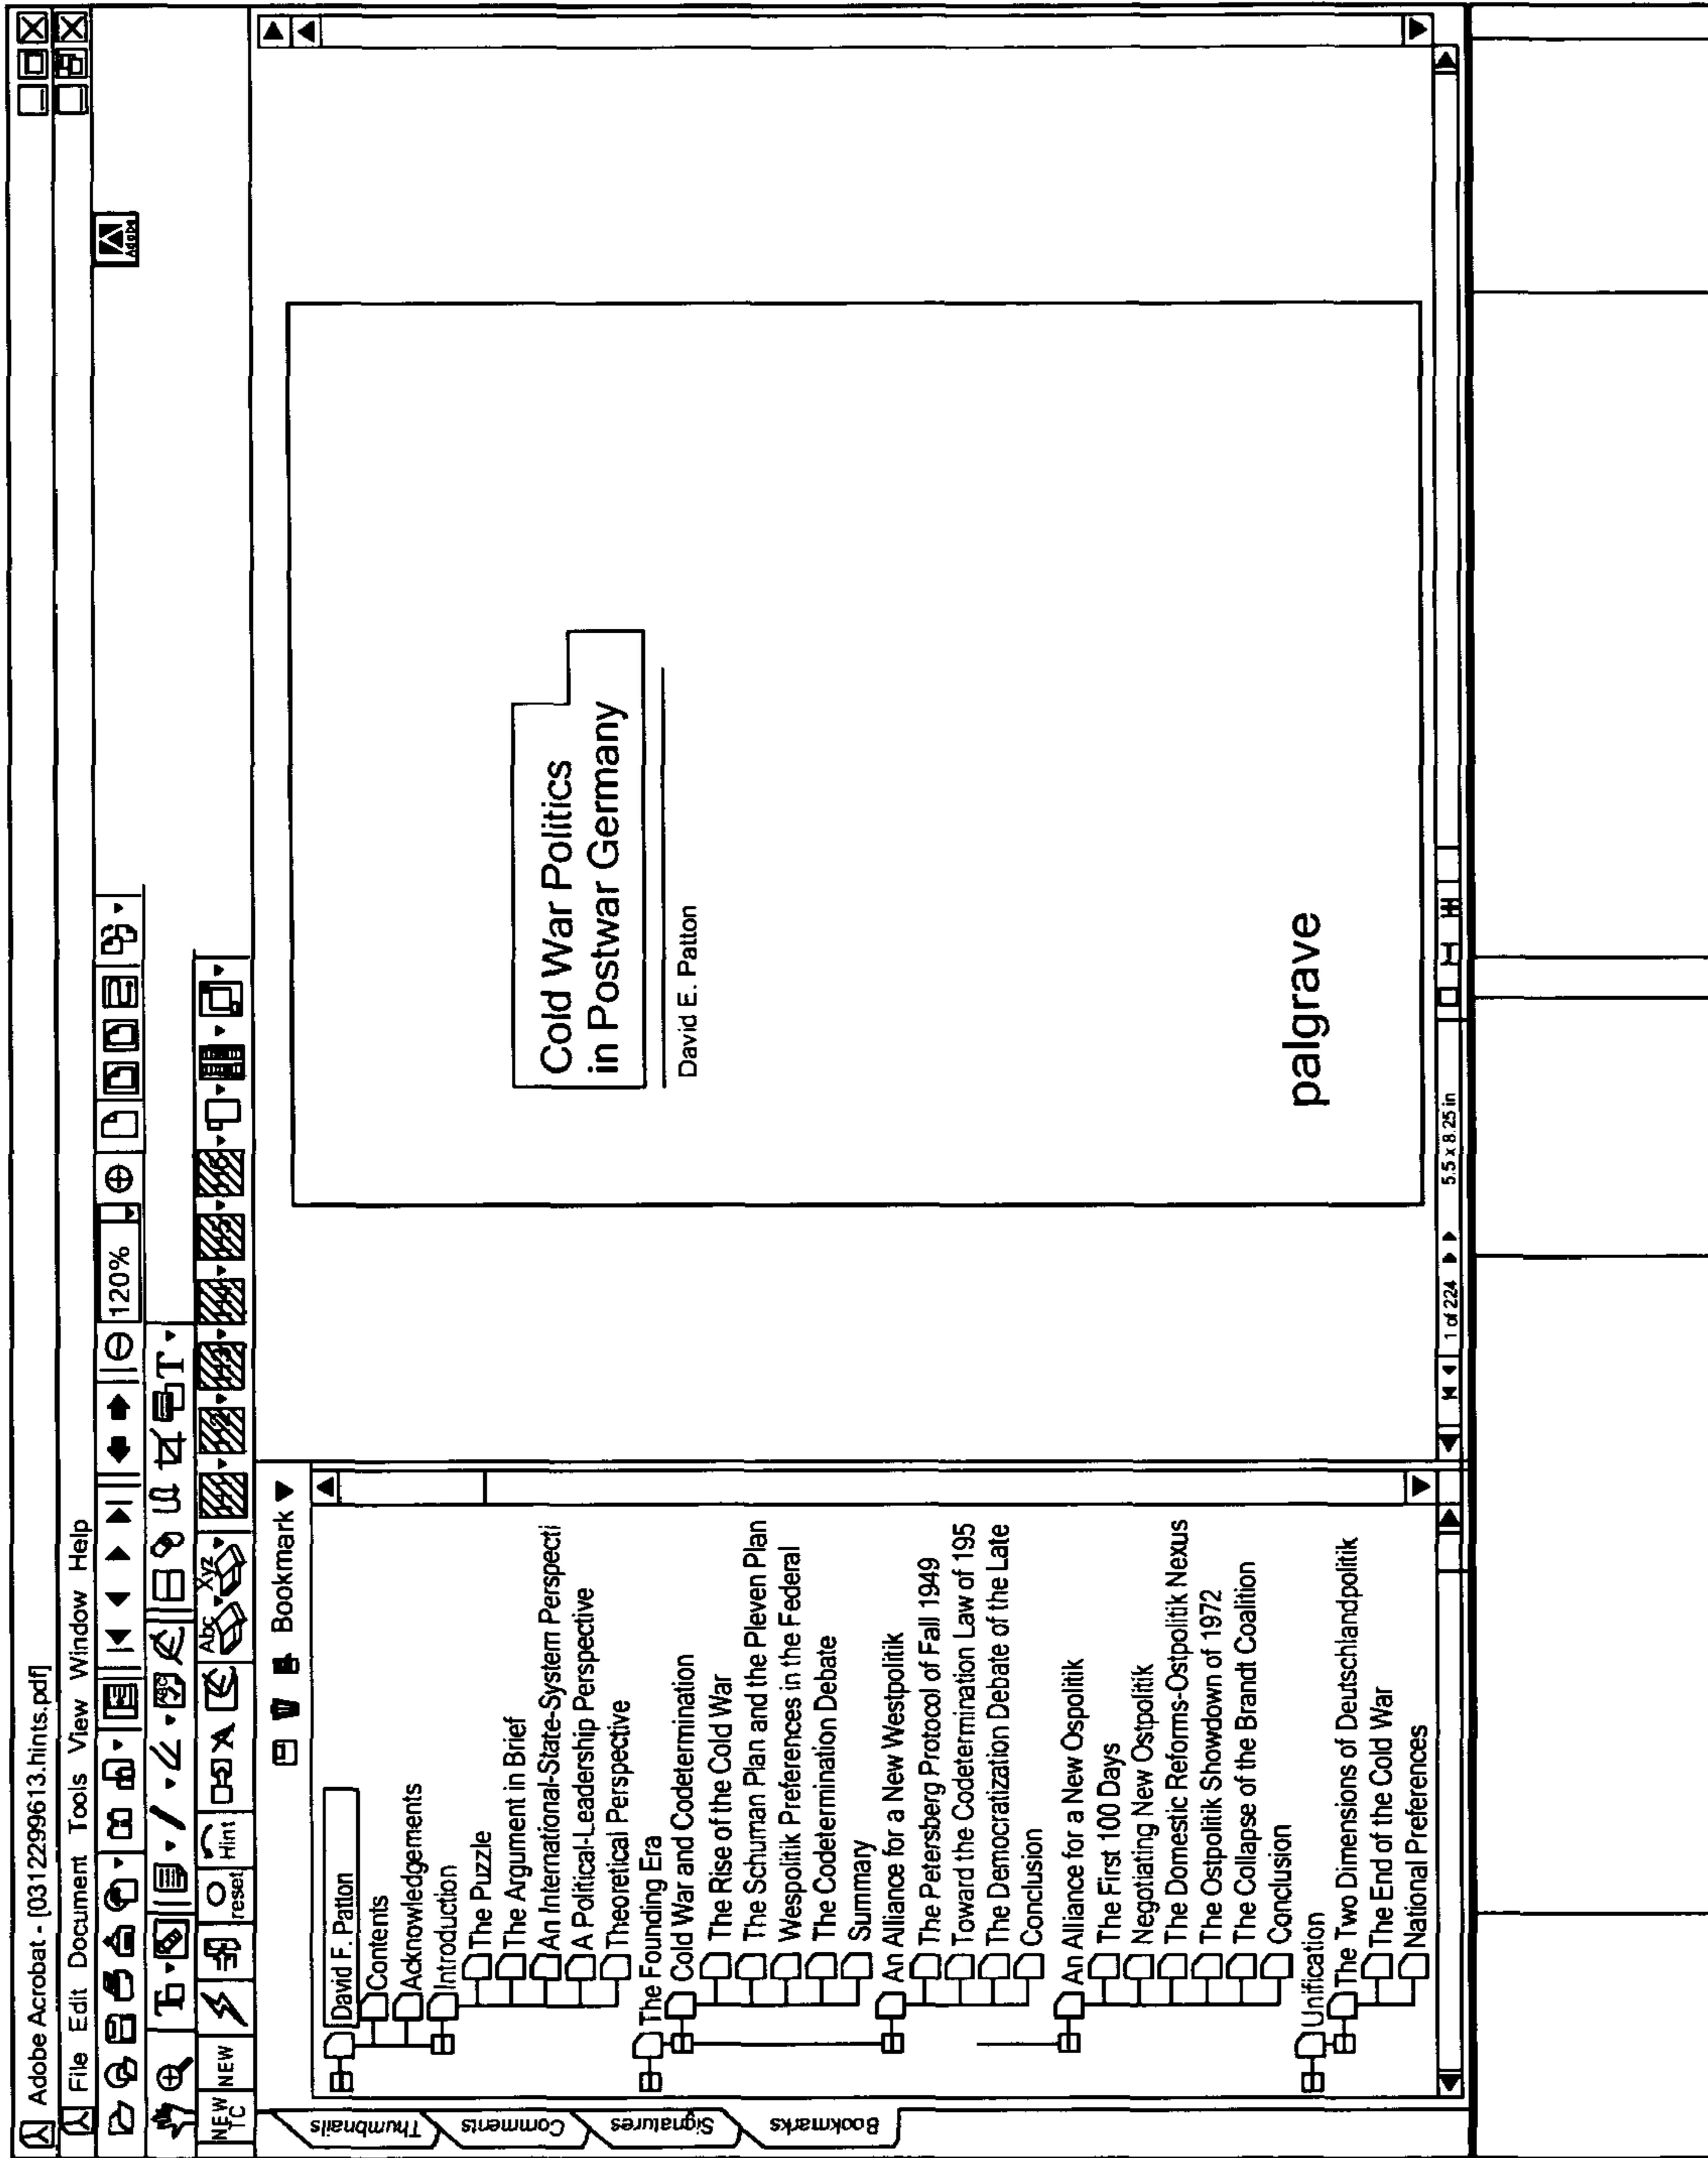 Adobe Acrobat - [0312299613.hints.pdf]
File Edit Document Tools View Window Help
120%
Adobe
ABC
T
NEW TC
NEW
reset
Hint
Abc
Xyz
Thumbnails
Comments
Signatures
Bookmarks
Bookmark
David F. Patton
Contents
Acknowledgements
Introduction
The Puzzle
The Argument in Brief
An International-State-System Perspecti
A Political-Leadership Perspective
Theoretical Perspective
The Founding Era
Cold War and Codetermination
The Rise of the Cold War
The Schuman Plan and the Pleven Plan
Wespolitik Preferences in the Federal
The Codetermination Debate
Summary
An Alliance for a New Westpolitik
The Petersberg Protocol of Fall 1949
Toward the Codetermination Law of 195
The Democratization Debate of the Late
Conclusion
An Alliance for a New Ospolitik
The First 100 Days
Negotiating New Ostpolitik
The Domestic Reforms-Ostpolitik Nexus
The Ostpolitik Showdown of 1972
The Collapse of the Brandt Coalition
Conclusion
Unification
The Two Dimensions of Deutschlandpolitik
The End of the Cold War
National Preferences
Cold War Politics
in Postwar Germany
David E. Patton
palgrave
1 of 224
5.5 x 8.25 in